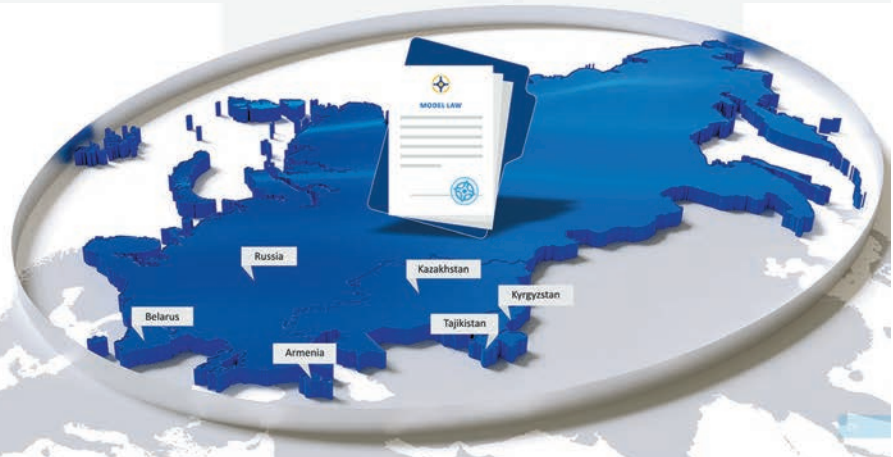 MODEL LAW
Russia
Kazakhstan
Kyrgyzstan
Belarus
Tajikistan
Armenia